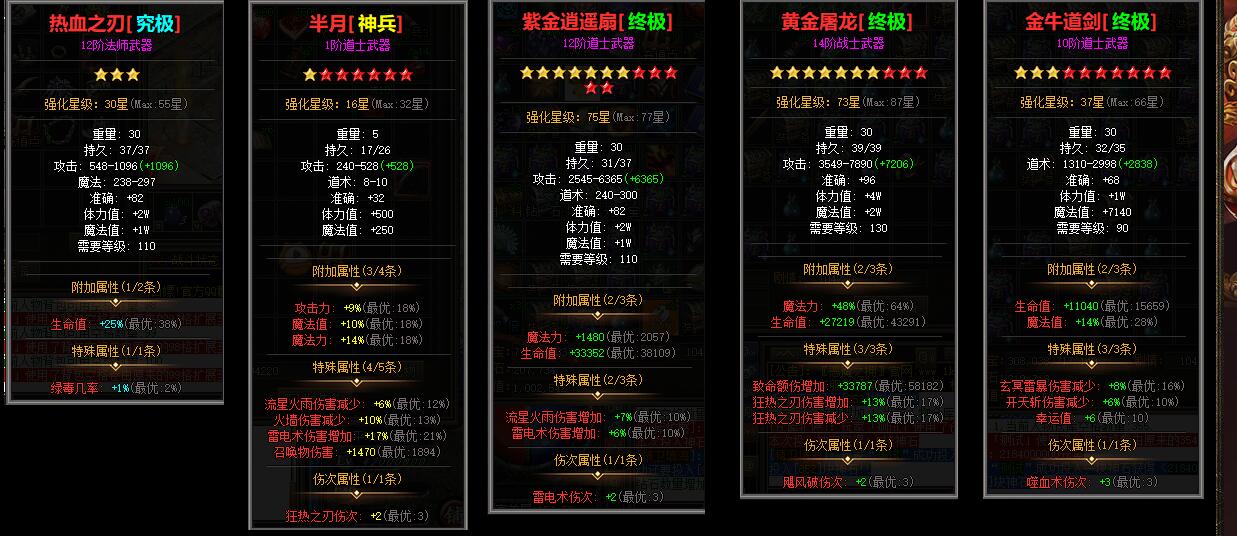 热血之刃[究极]
12阶法师武器
强化星级：30星(Max:55星)
重量：30
持久：37/37
攻击：548-1096(+1096)
魔法：238-297
准确：+82
体力值：+2W
魔法值：+1W
需要等级：110
附加属性(1/2条)
生命值：+25%(最优:38%)
特殊属性(1/1条)
绿毒几率：+1%(最优:2%)
半月[神兵]
1阶道士武器
强化星级：16星(Max:32星)
重量：5
持久：17/26
攻击：240-528(+528)
道术：8-10
准确：+32
体力值：+500
魔法值：+250
附加属性(3/4条)
攻击力：+9%(最优:18%)
魔法值：+10%(最优:18%)
魔法力：+14%(最优:18%)
特殊属性(4/5条)
流星火雨伤害减少：+6%(最优:12%)
火墙伤害减少：+10%(最优:13%)
雷电术伤害增加：+17%(最优:21%)
召唤物伤害：+1470(最优:1894)
伤次属性(1/1条)
狂热之刃伤次：+2(最优:3)
紫金逍遥扇[终极]
12阶道士武器
强化星级：75星(Max:77星)
重量：30
持久：31/37
攻击：2545-6365(+6365)
道术：240-300
准确：+82
体力值：+2W
魔法值：+1W
需要等级：110
附加属性(2/3条)
魔法力：+1480(最优:2057)
生命值：+33352(最优:38109)
特殊属性(2/3条)
流星火雨伤害增加：+7%(最优:10%)
雷电术伤害增加：+6%(最优:10%)
伤次属性(1/1条)
雷电术伤次：+2(最优:3)
黄金屠龙[终极]
14阶战士武器
强化星级：73星(Max:87星)
重量：30
持久：39/39
攻击：3549-7890(+7206)
准确：+96
体力值：+4W
魔法值：+2W
需要等级：130
附加属性(2/3条)
魔法力：+48%(最优:64%)
生命值：+27219(最优:43291)
特殊属性(3/3条)
致命额伤增加：+33787(最优:58182)
狂热之刃伤害增加：+13%(最优:17%)
狂热之刃伤害减少：+13%(最优:17%)
伤次属性(1/1条)
飓风破伤次：+2(最优:3)
金牛道剑[终极]
10阶道士武器
强化星级：37星(Max:66星)
重量：30
持久：32/35
道术：1310-2998(+2838)
准确：+68
体力值：+1W
魔法值：+7140
需要等级：90
附加属性(2/3条)
生命值：+11040(最优:15659)
魔法值：+14%(最优:28%)
特殊属性(3/3条)
玄冥雷暴伤害减少：+8%(最优:16%)
开天斩伤害减少：+6%(最优:10%)
幸运值：+6(最优:10)
伤次属性(1/1条)
噬血术伤次：+3(最优:3)